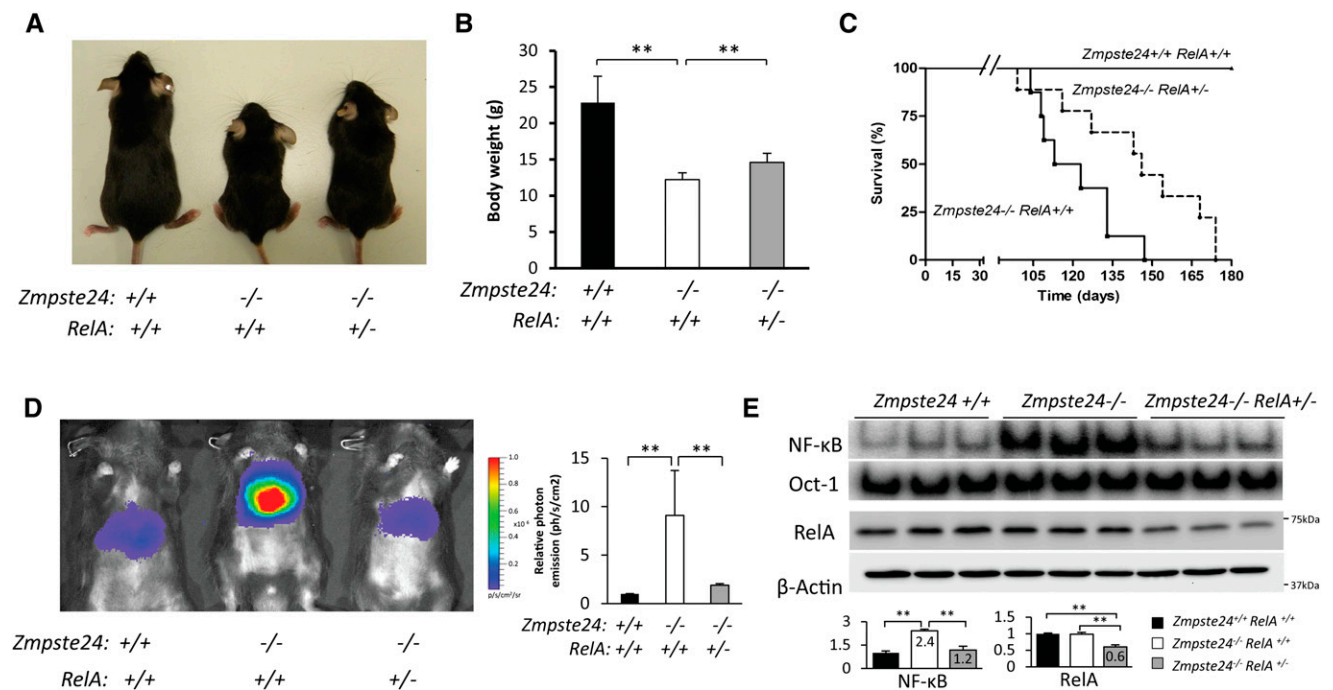 A
Zmpste24: +/+ -/- -/-
RelA: +/+ +/+ +/-
B
Body weight (g)
30
25
20
15
10
5
0
** **
Zmpste24: +/+ -/- -/-
RelA: +/+ +/+ +/-
C
Survival (%)
100
75
50
25
0
Zmpste24+/+ RelA+/+
Zmpste24-/- RelA+/-
Zmpste24-/- RelA+/+
0 15 30 105 120 135 150 165 180
Time (days)
D
1.0
0.8
0.6
x10⁻⁶
0.4
0.2
p/s/cm²/sr
Zmpste24: +/+ -/- -/-
RelA: +/+ +/+ +/-
Relative photon
emission (ph/s/cm2)
15
10
5
0
** **
Zmpste24: +/+ -/- -/-
RelA: +/+ +/+ +/-
E
Zmpste24 +/+ Zmpste24-/- Zmpste24-/- RelA+/-
NF-κB
Oct-1
RelA
75kDa
β-Actin
37kDa
3
1.5
0
** **
2.4
1.2
NF-κB
1.5
1
0.5
0
**
**
0.6
RelA
Zmpste24+/+ RelA +/+
Zmpste24-/- RelA +/+
Zmpste24-/- RelA +/-